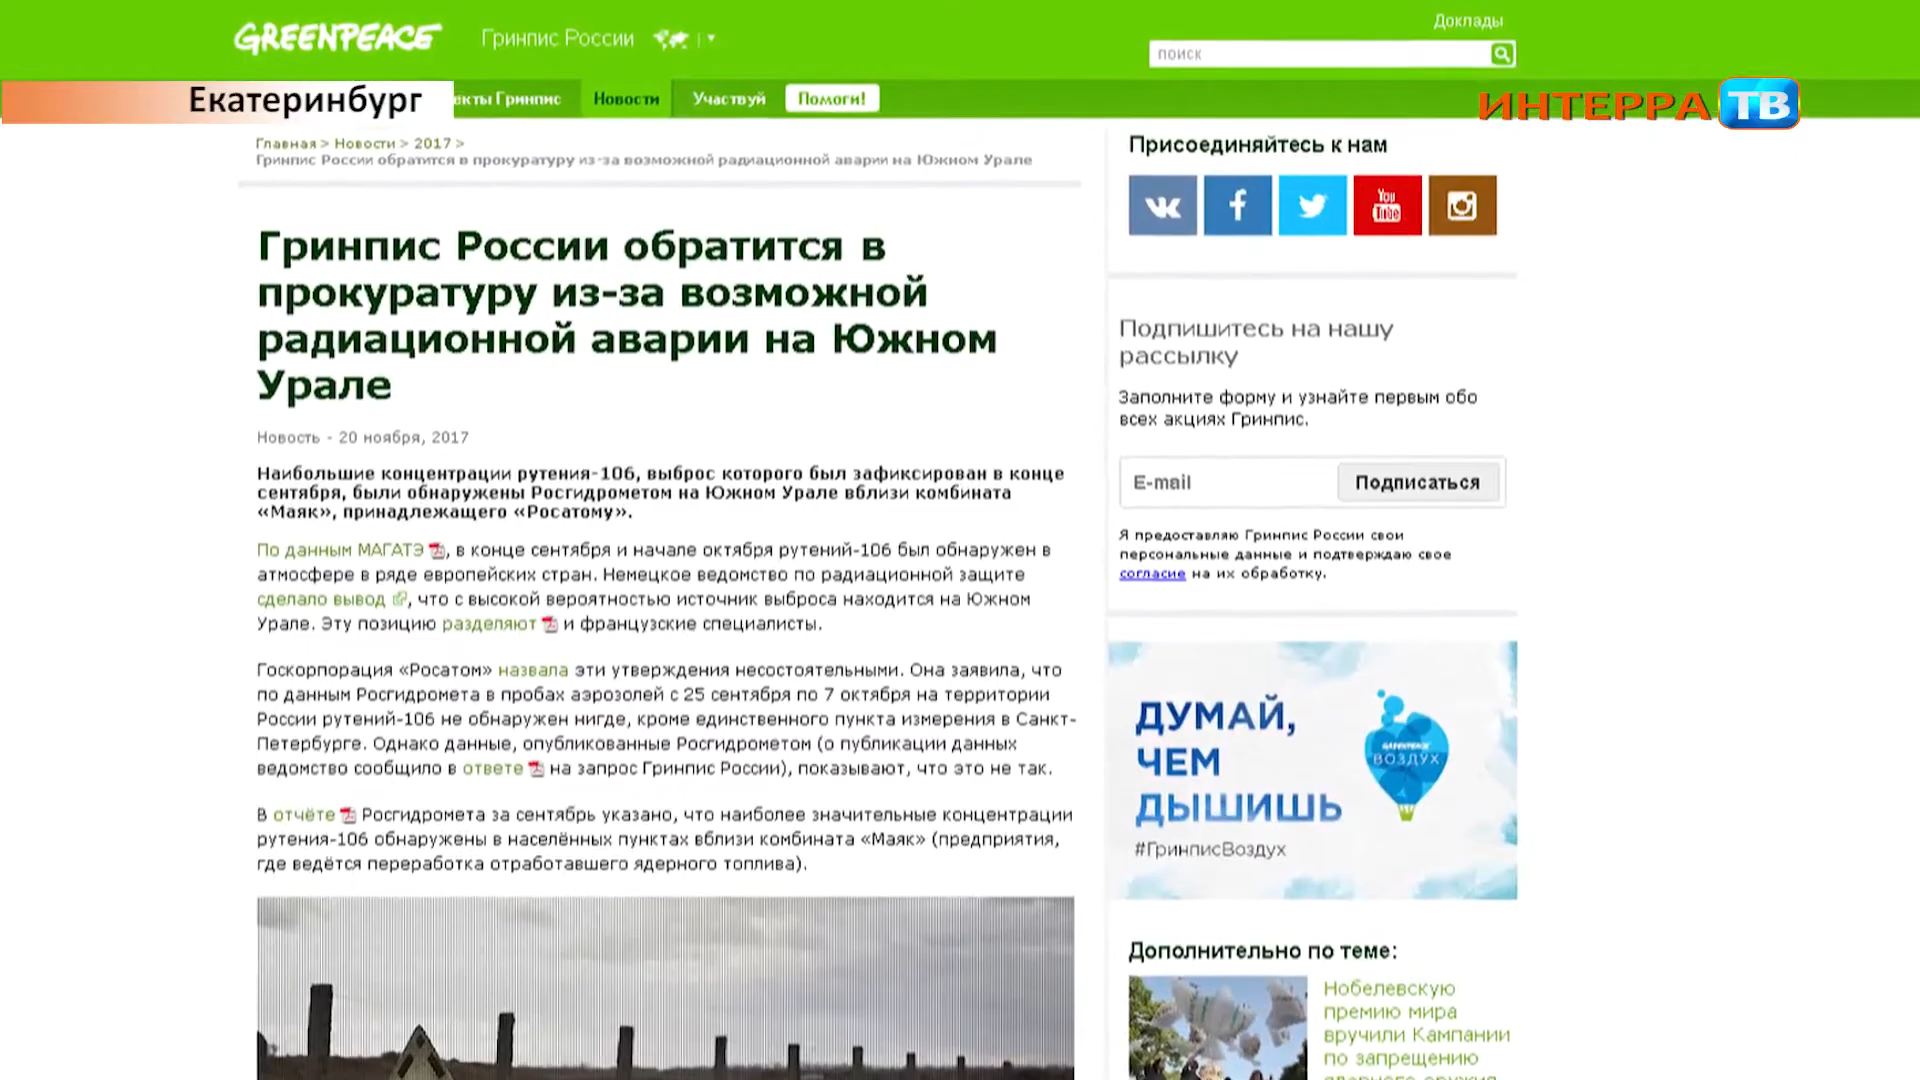 GREENPEACE
Гринпис России
Доклады
поиск
Екатеринбург
екты Гринпис
Новости
Участвуй
Помоги!
ИНТЕРРА ТВ
Главная > Новости > 2017 >
Гринпис России обратится в прокуратуру из-за возможной радиационной аварии на Южном Урале
Гринпис России обратится в
прокуратуру из-за возможной
радиационной аварии на Южном
Урале
Новость - 20 ноября, 2017
Наибольшие концентрации рутения-106, выброс которого был зафиксирован в конце
сентября, были обнаружены Росгидрометом на Южном Урале вблизи комбината
«Маяк», принадлежащего «Росатому».
По данным МАГАТЭ, в конце сентября и начале октября рутений-106 был обнаружен в
атмосфере в ряде европейских стран. Немецкое ведомство по радиационной защите
сделало вывод, что с высокой вероятностью источник выброса находится на Южном
Урале. Эту позицию разделяют и французские специалисты.
Госкорпорация «Росатом» назвала эти утверждения несостоятельными. Она заявила, что
по данным Росгидромета в пробах аэрозолей с 25 сентября по 7 октября на территории
России рутений-106 не обнаружен нигде, кроме единственного пункта измерения в Санкт-
Петербурге. Однако данные, опубликованные Росгидрометом (о публикации данных
ведомство сообщило в ответе на запрос Гринпис России), показывают, что это не так.
В отчёте Росгидромета за сентябрь указано, что наиболее значительные концентрации
рутения-106 обнаружены в населённых пунктах вблизи комбината «Маяк» (предприятия,
где ведётся переработка отработавшего ядерного топлива).
Присоединяйтесь к нам
You
Tube
Подпишитесь на нашу
рассылку
Заполните форму и узнайте первым обо
всех акциях Гринпис.
E-mail
Подписаться
Я предоставляю Гринпис России свои
персональные данные и подтверждаю свое
согласие на их обработку.
ДУМАЙ,
ЧЕМ
ДЫШИШЬ
#ГринписВоздух
GREENPEACE
ВОЗДУХ
Дополнительно по теме:
Нобелевскую
премию мира
вручили Кампании
по запрещению
ядерного оружия